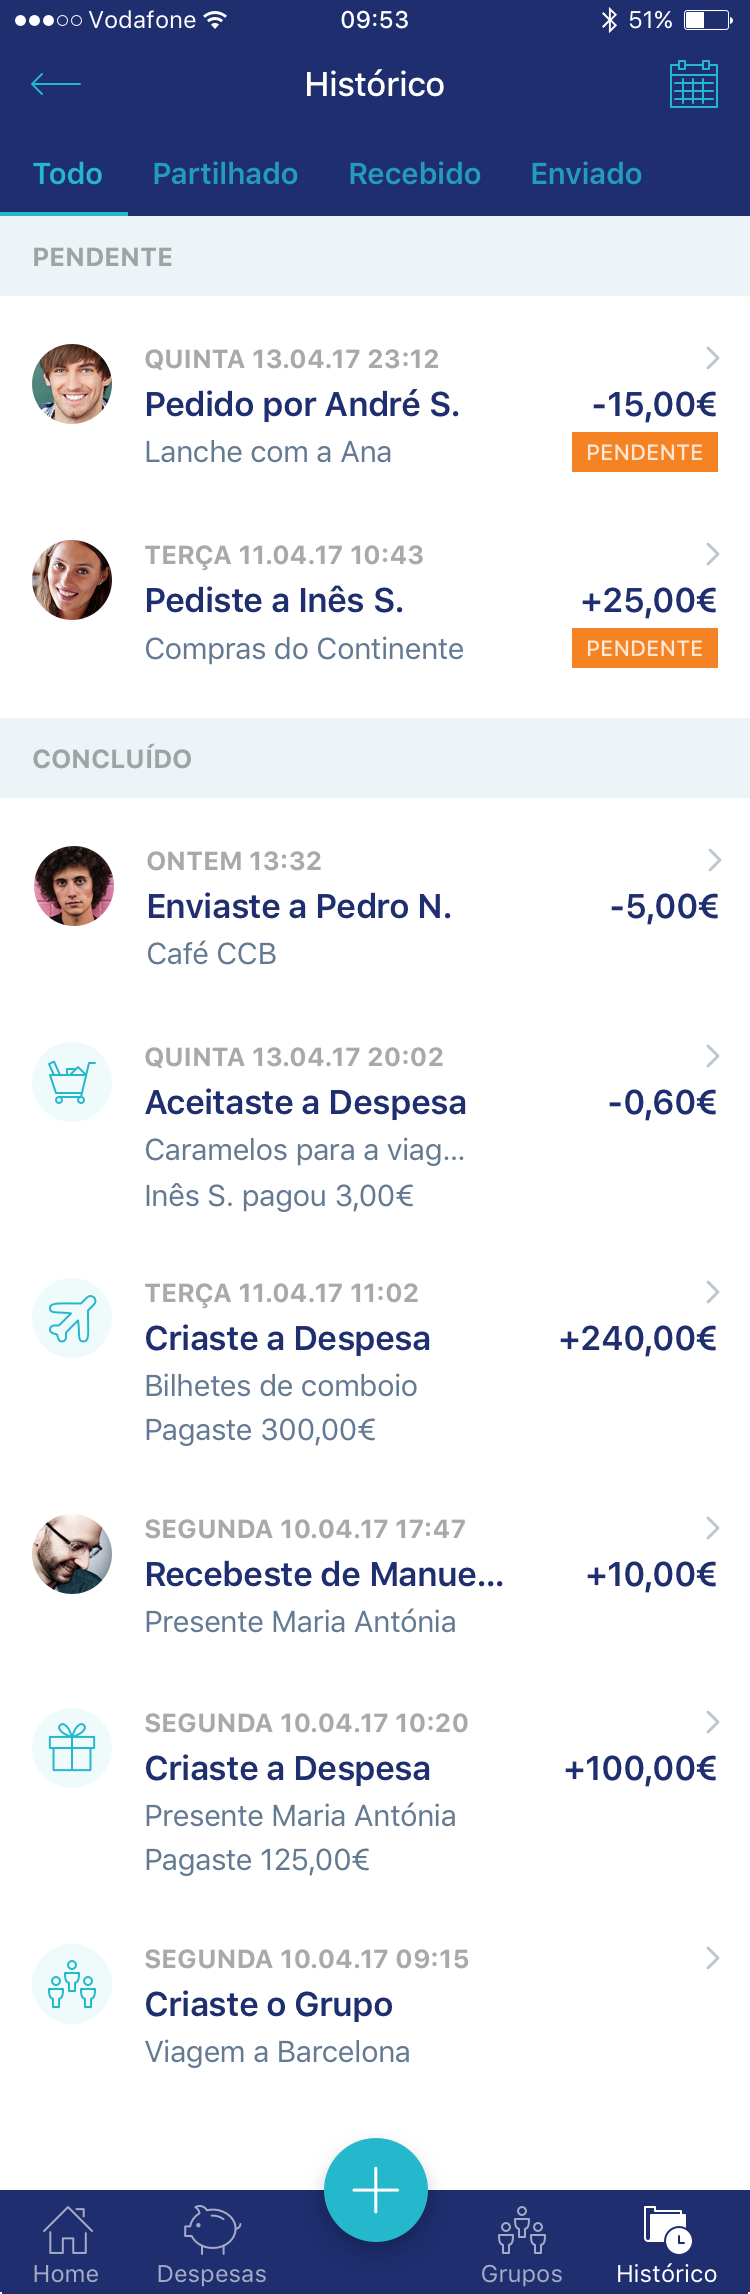 Vodafone 09:53 51%
Histórico
Todo Partilhado Recebido Enviado
PENDENTE
QUINTA 13.04.17 23:12
Pedido por André S. -15,00€
Lanche com a Ana PENDENTE
TERÇA 11.04.17 10:43
Pediste a Inês S. +25,00€
Compras do Continente PENDENTE
CONCLUÍDO
ONTEM 13:32
Enviaste a Pedro N. -5,00€
Café CCB
QUINTA 13.04.17 20:02
Aceitaste a Despesa -0,60€
Caramelos para a viag...
Inês S. pagou 3,00€
TERÇA 11.04.17 11:02
Criaste a Despesa +240,00€
Bilhetes de comboio
Pagaste 300,00€
SEGUNDA 10.04.17 17:47
Recebeste de Manue... +10,00€
Presente Maria Antónia
SEGUNDA 10.04.17 10:20
Criaste a Despesa +100,00€
Presente Maria Antónia
Pagaste 125,00€
SEGUNDA 10.04.17 09:15
Criaste o Grupo
Viagem a Barcelona
Home Despesas Grupos Histórico